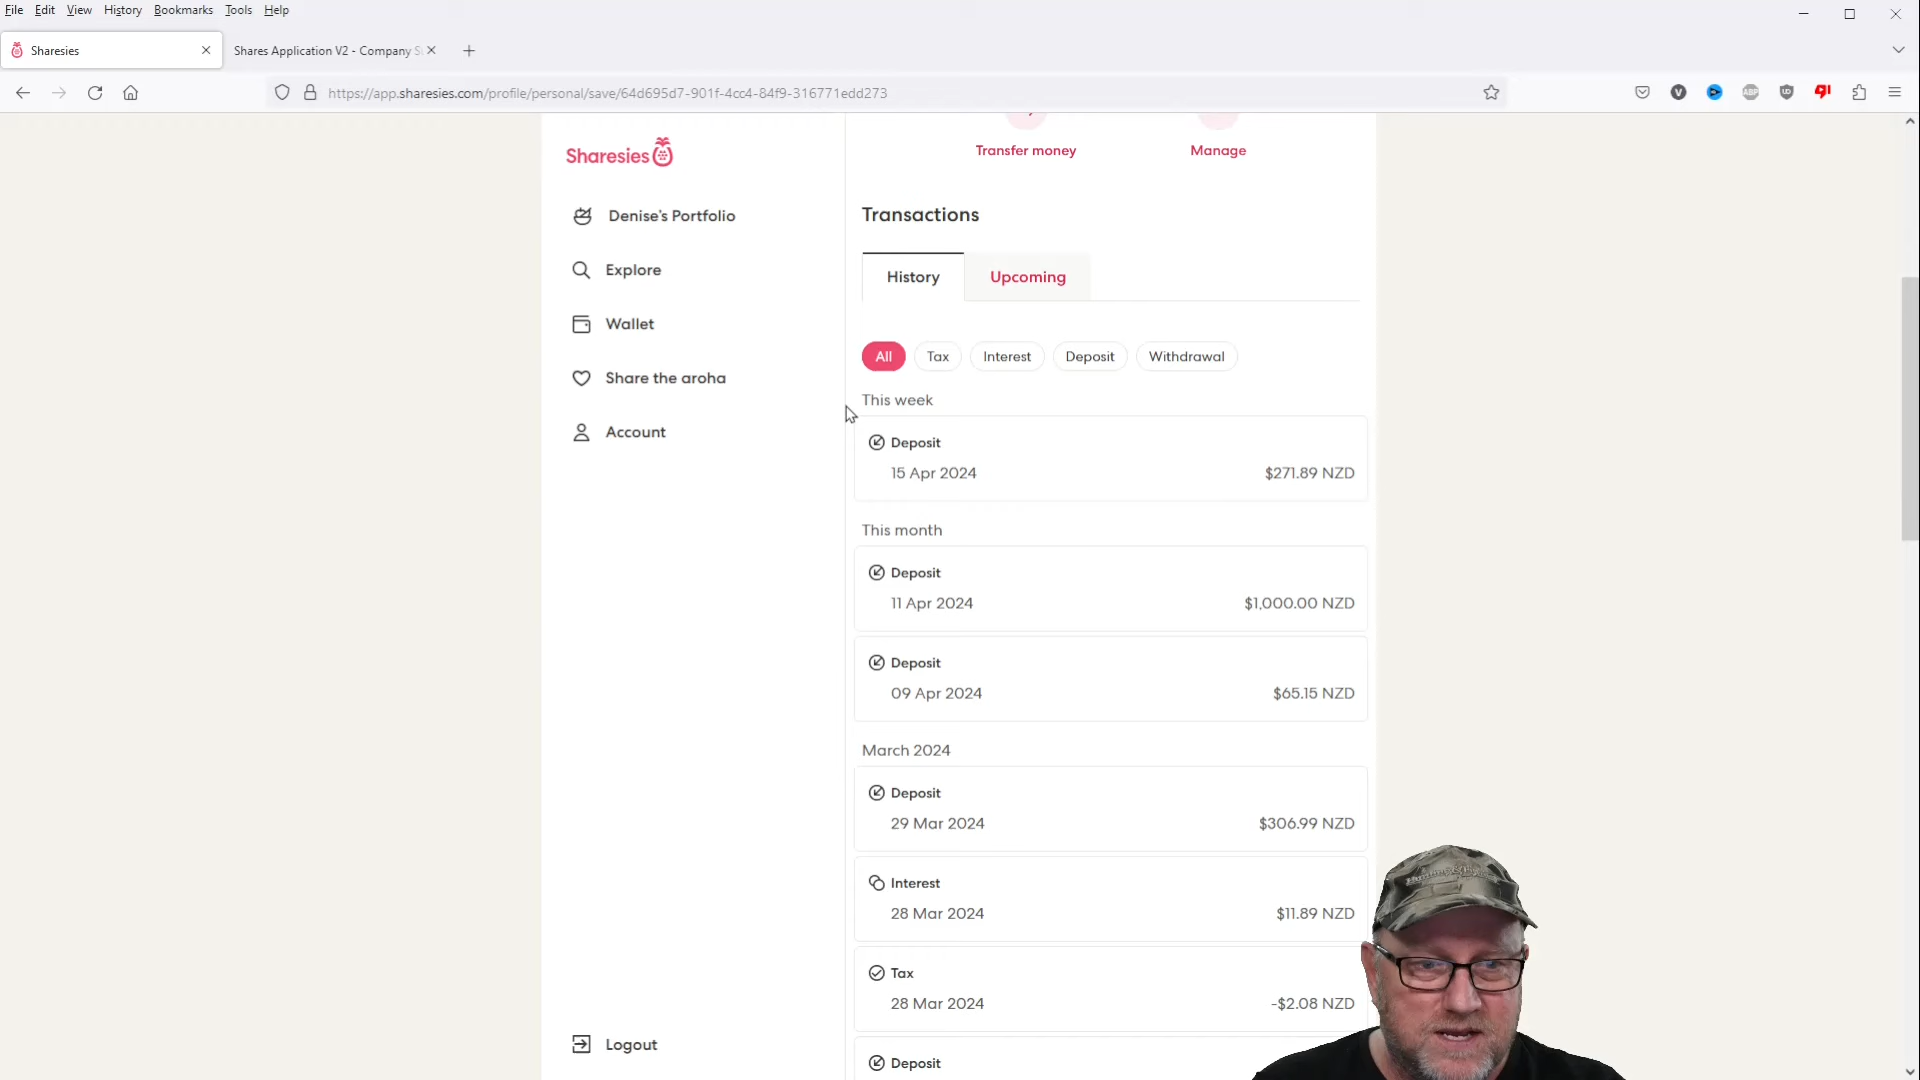 File Edit View History Bookmarks Tools Help
Sharesies
Shares Application V2 - Company S
https://app.sharesies.com/profile/personal/save/64d695d7-901f-4cc4-84f9-316771edd273
ABP
Sharesies
Denise's Portfolio
Explore
Wallet
Share the aroha
Account
Logout
Transfer money
Manage
Transactions
History
Upcoming
All
Tax
Interest
Deposit
Withdrawal
This week
Deposit
15 Apr 2024 $271.89 NZD
This month
Deposit
11 Apr 2024 $1,000.00 NZD
Deposit
09 Apr 2024 $65.15 NZD
March 2024
Deposit
29 Mar 2024 $306.99 NZD
Interest
28 Mar 2024 $11.89 NZD
Tax
28 Mar 2024 -$2.08 NZD
Deposit